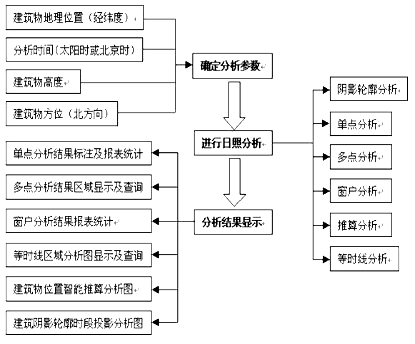 建筑物地理位置（经纬度）
分析时间(太阳时或北京时)
建筑物高度
建筑物方位（北方向）
确定分析参数
进行日照分析
分析结果显示
阴影轮廓分析
单点分析
多点分析
窗户分析
推算分析
等时线分析
单点分析结果标注及报表统计
多点分析结果区域显示及查询
窗户分析结果报表统计
等时线区域分析图显示及查询
建筑物位置智能推算分析图
建筑阴影轮廓时段投影分析图